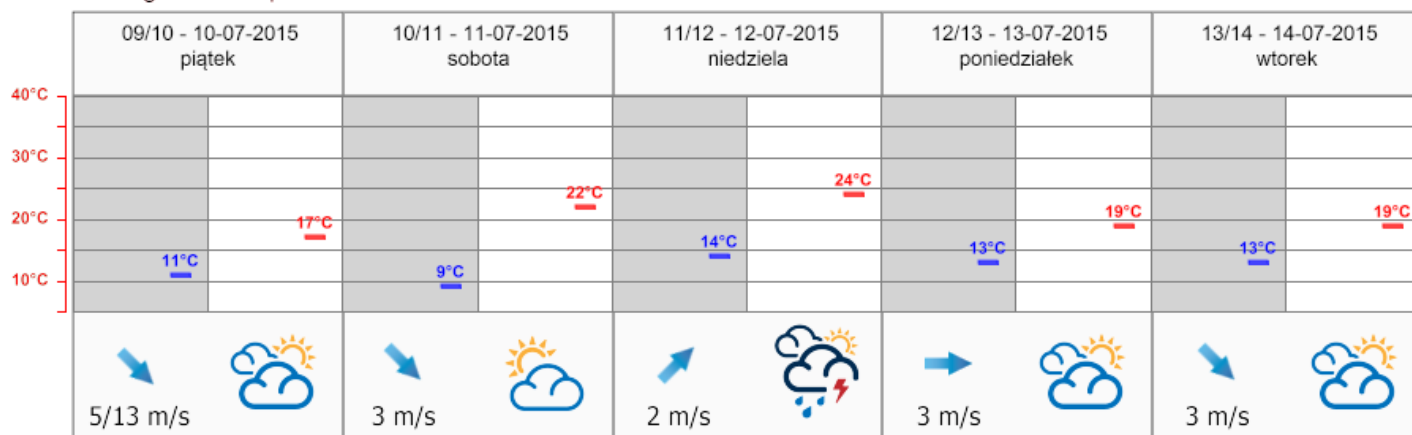 09/10 - 10-07-2015
piątek
10/11 - 11-07-2015
sobota
11/12 - 12-07-2015
niedziela
12/13 - 13-07-2015
poniedziałek
13/14 - 14-07-2015
wtorek
40°C
30°C
20°C
10°C
11°C
17°C
9°C
22°C
14°C
24°C
13°C
19°C
13°C
19°C
5/13 m/s
3 m/s
2 m/s
3 m/s
3 m/s